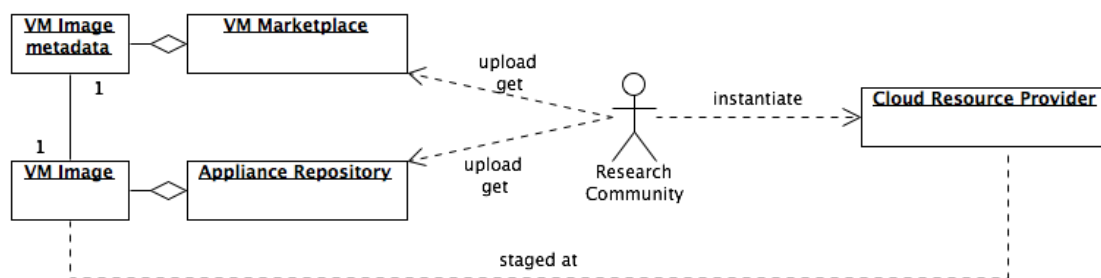 VM Image
metadata
VM Marketplace
upload
get
instantiate
Cloud Resource Provider
1
1
VM Image
Appliance Repository
upload
get
Research
Community
staged at